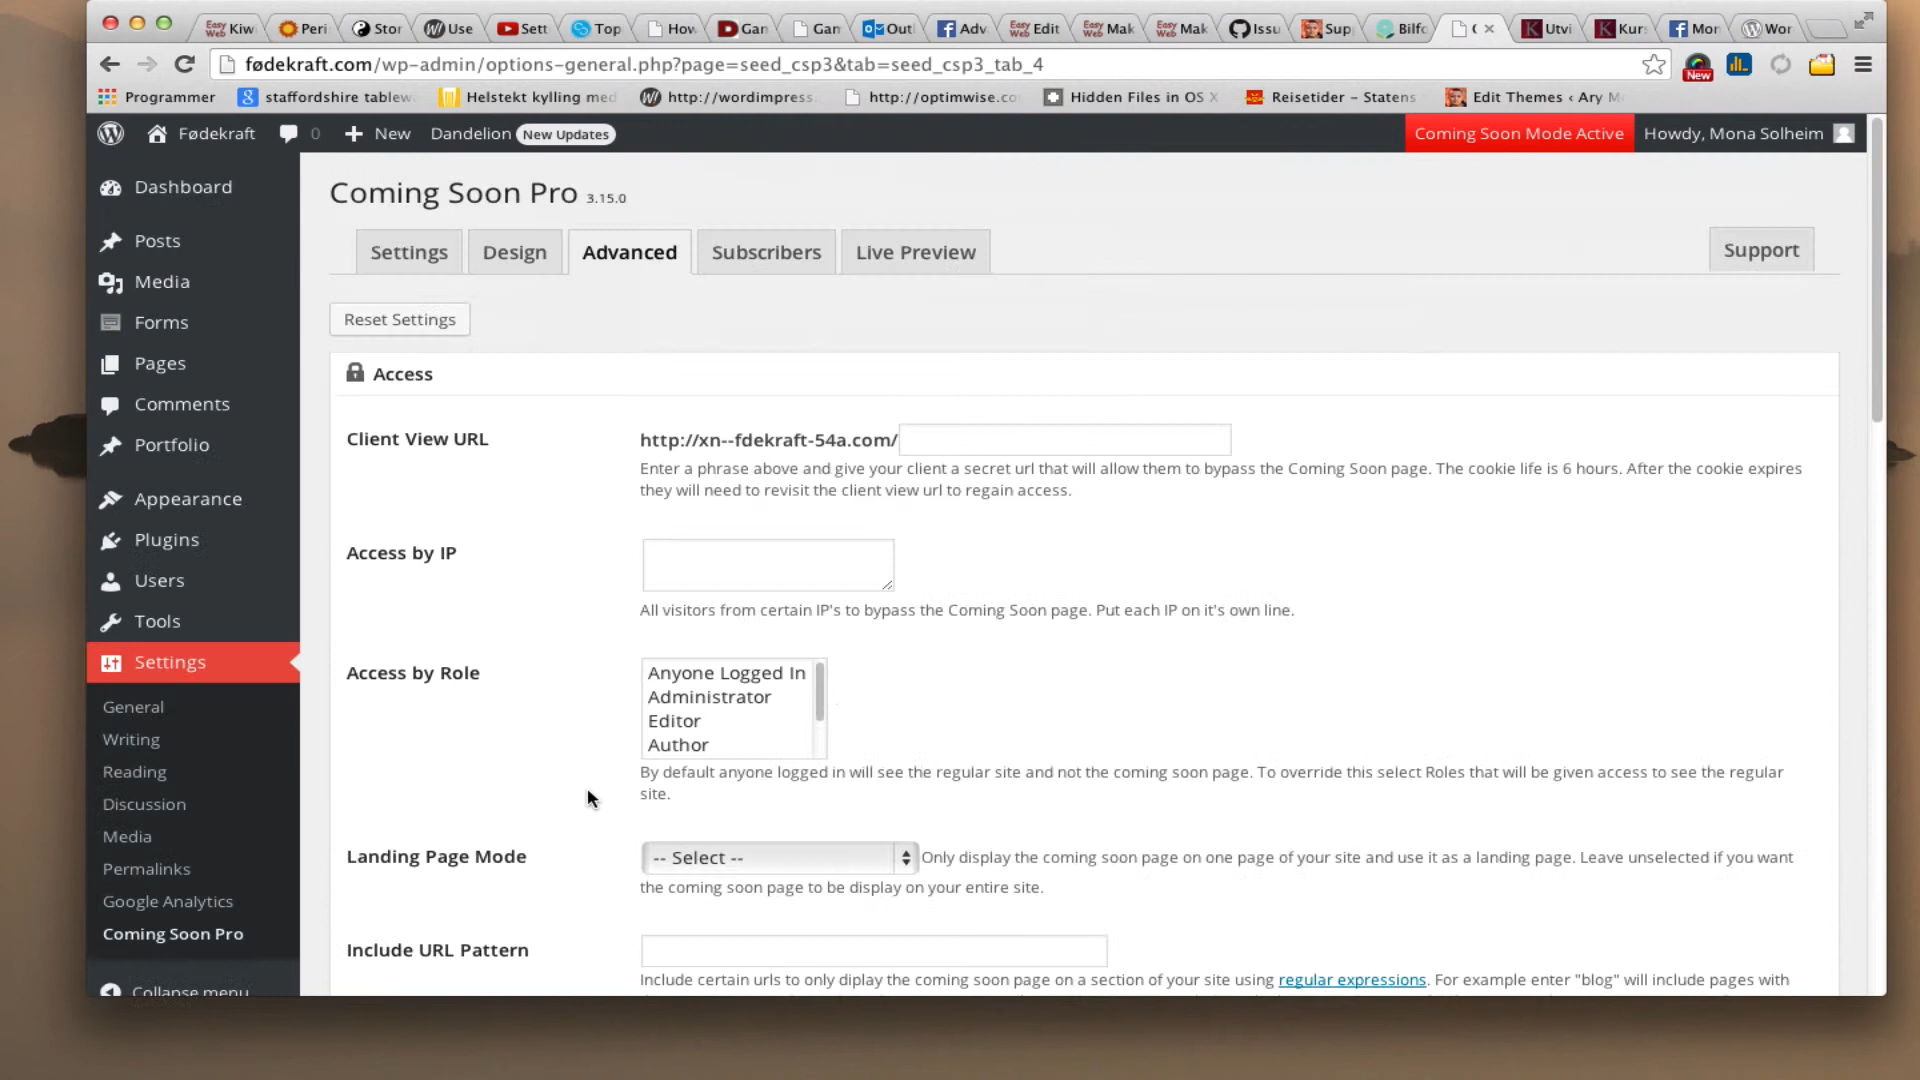 Kiw
Peri
Stor
Use
Sett
Top
How
Gan
Gan
Outl
Adv
Edit
Mak
Mak
Issu
Sup
Bilfo
Utvi
Kur
Mor
Wor
fødekraft.com/wp-admin/options-general.php?page=seed_csp3&tab=seed_csp3_tab_4
New
Programmer
staffordshire tablew
Helstekt kylling med
http://wordimpress.
http://optimwise.co
Hidden Files in OS X
Reisetider – Statens
Edit Themes ‹ Ary M
Fødekraft
0
New
Dandelion
New Updates
Coming Soon Mode Active
Howdy, Mona Solheim
Dashboard
Posts
Media
Forms
Pages
Comments
Portfolio
Appearance
Plugins
Users
Tools
Settings
General
Writing
Reading
Discussion
Media
Permalinks
Google Analytics
Coming Soon Pro
Collapse menu
Coming Soon Pro 3.15.0
Settings
Design
Advanced
Subscribers
Live Preview
Support
Reset Settings
Access
Client View URL
http://xn--fdekraft-54a.com/
Enter a phrase above and give your client a secret url that will allow them to bypass the Coming Soon page. The cookie life is 6 hours. After the cookie expires
they will need to revisit the client view url to regain access.
Access by IP
All visitors from certain IP's to bypass the Coming Soon page. Put each IP on it's own line.
Access by Role
Anyone Logged In
Administrator
Editor
Author
By default anyone logged in will see the regular site and not the coming soon page. To override this select Roles that will be given access to see the regular
site.
Landing Page Mode
-- Select --
Only display the coming soon page on one page of your site and use it as a landing page. Leave unselected if you want
the coming soon page to be display on your entire site.
Include URL Pattern
Include certain urls to only diplay the coming soon page on a section of your site using regular expressions. For example enter "blog" will include pages with